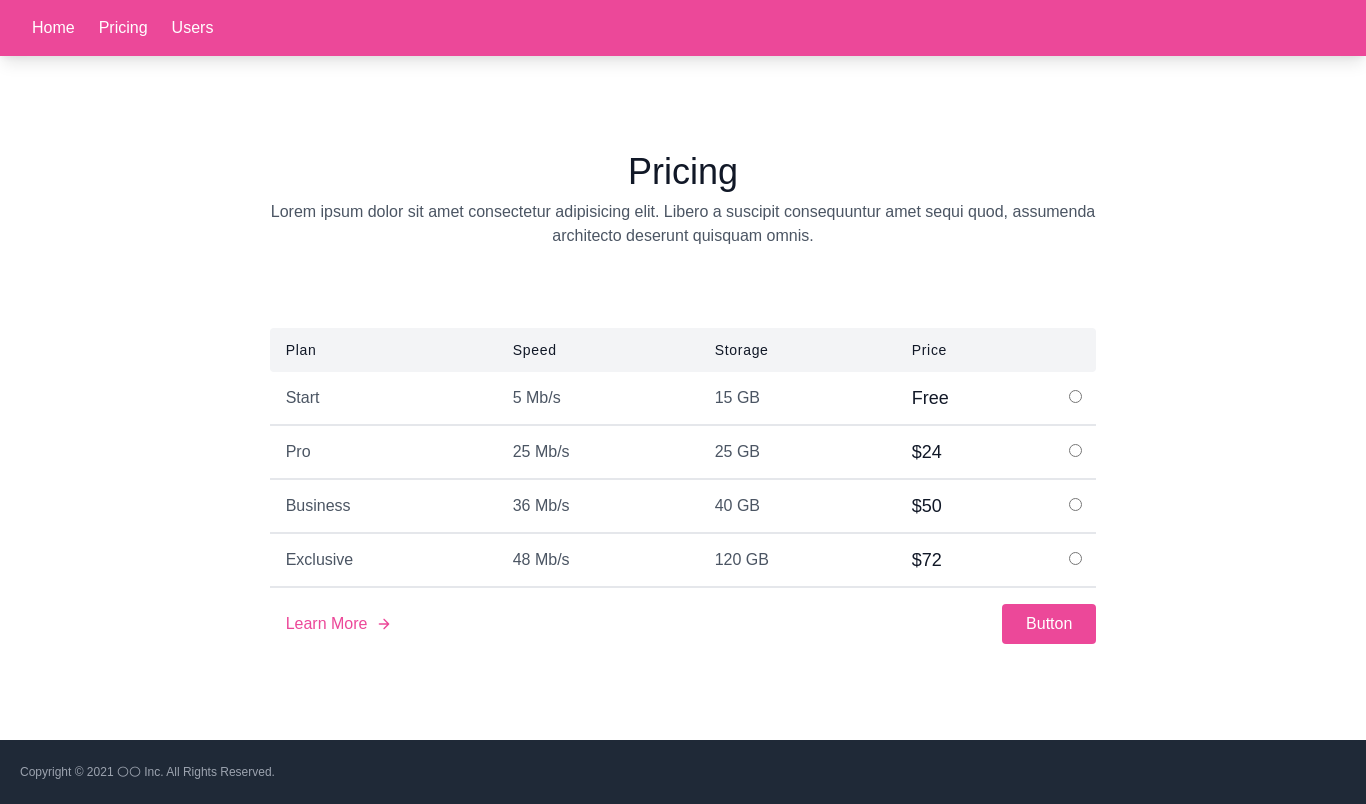 Home Pricing Users
Pricing
Lorem ipsum dolor sit amet consectetur adipisicing elit. Libero a suscipit consequuntur amet sequi quod, assumenda
architecto deserunt quisquam omnis.
Plan Speed Storage Price
Start 5 Mb/s 15 GB Free
Pro 25 Mb/s 25 GB $24
Business 36 Mb/s 40 GB $50
Exclusive 48 Mb/s 120 GB $72
Learn More → Button
Copyright © 2021 〇〇 Inc. All Rights Reserved.